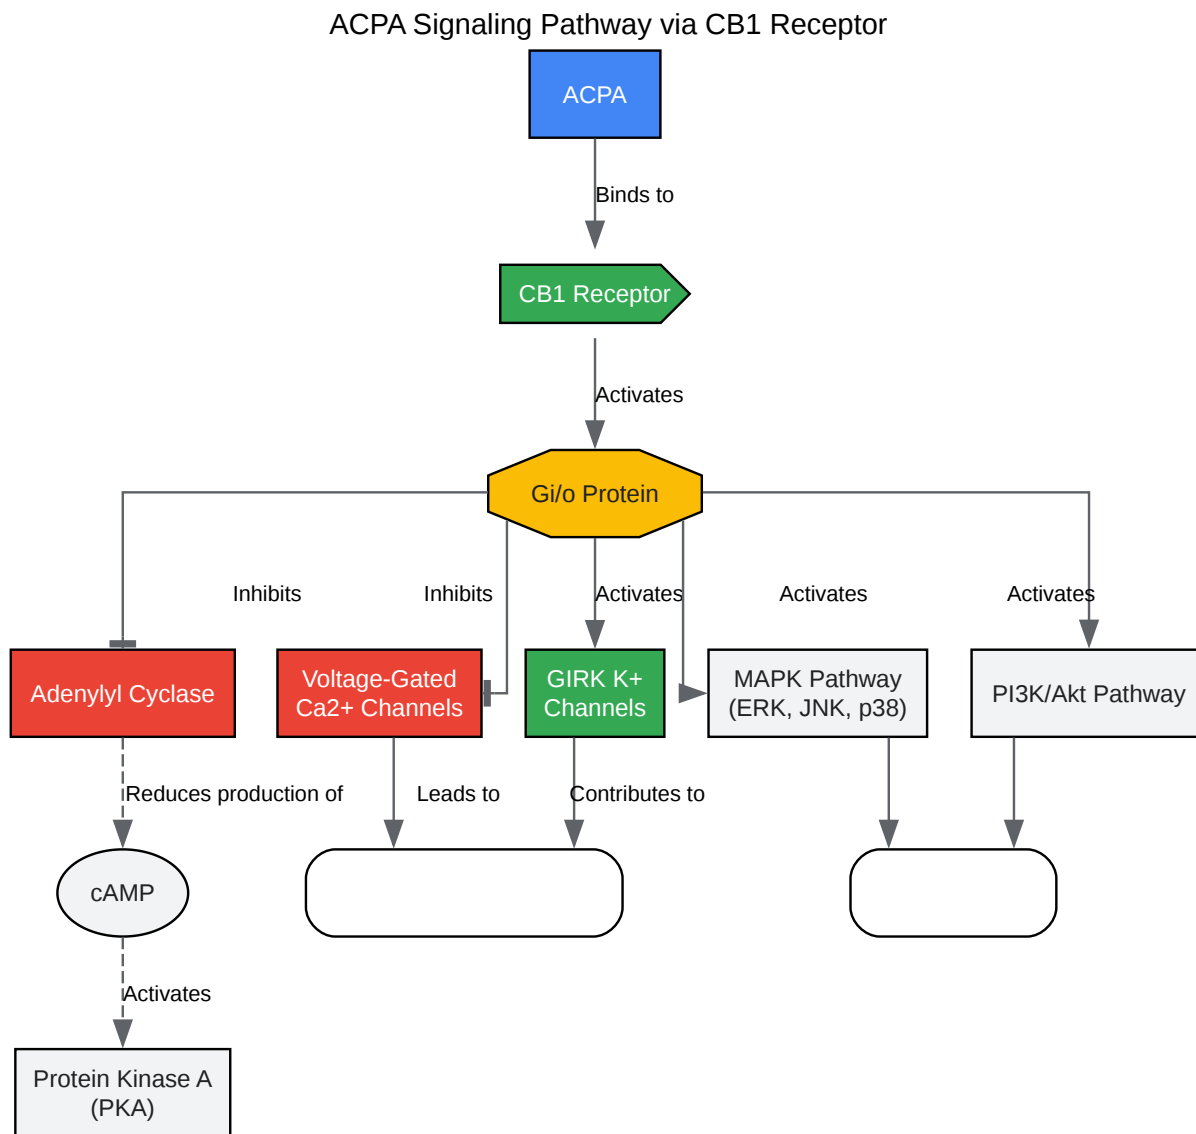 ACPA Signaling Pathway via CB1 Receptor
ACPA
Binds to
CB1 Receptor
Activates
Gi/o Protein
Inhibits
Inhibits
Activates
Activates
Activates
Adenylyl Cyclase
Voltage-Gated
Ca2+ Channels
GIRK K+
Channels
MAPK Pathway
(ERK, JNK, p38)
PI3K/Akt Pathway
Reduces production of
Leads to
Contributes to
cAMP
Activates
Protein Kinase A
(PKA)